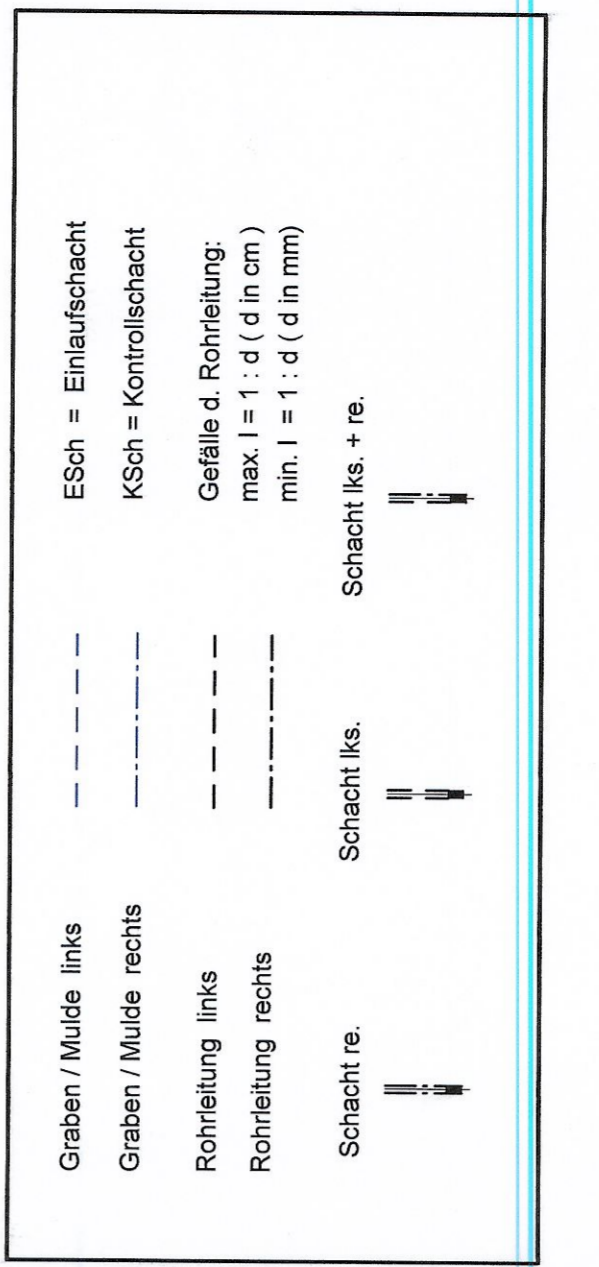 Graben / Mulde links
Graben / Mulde rechts
Rohrleitung links
Rohrleitung rechts
ESch = Einlaufschacht
KSch = Kontrollschacht
Gefälle d. Rohrleitung:
max. I = 1 : d ( d in cm )
min. I = 1 : d ( d in mm)
Schacht re.
Schacht lks.
Schacht lks. + re.